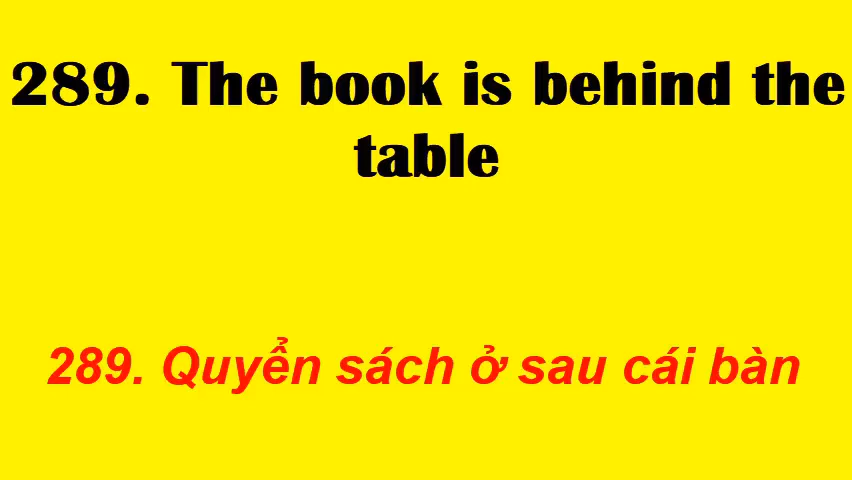 289. The book is behind the
table
289. Quyển sách ở sau cái bàn